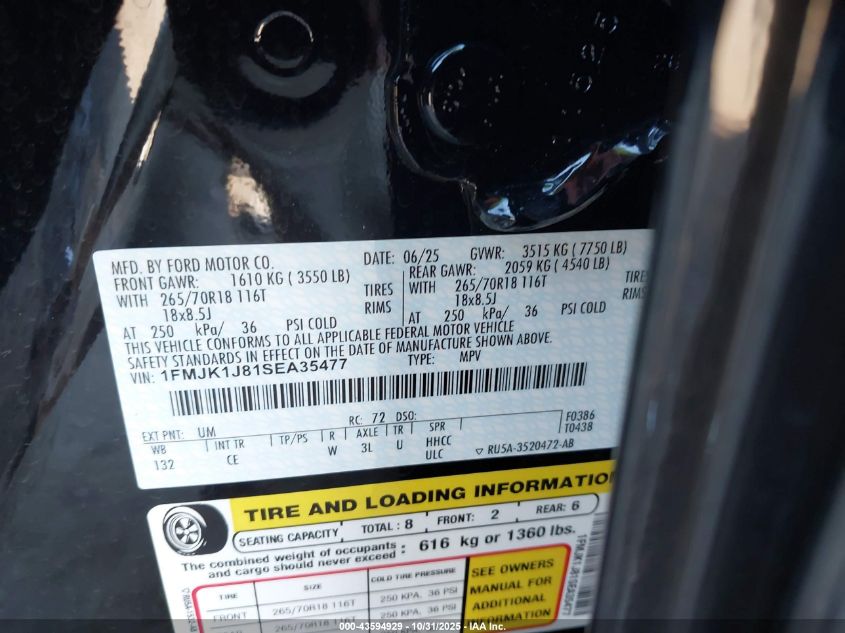 MFD. BY FORD MOTOR CO.
DATE: 06/25 GVWR: 3515 KG ( 7750 LB)
FRONT GAWR: 1610 KG ( 3550 LB) REAR GAWR: 2059 KG ( 4540 LB)
WITH 265/70R18 116T TIRES WITH 265/70R18 116T TIRES
18x8.5J RIMS 18x8.5J RIMS
AT 250 kPa/ 36 PSI COLD AT 250 kPa/ 36 PSI COLD
THIS VEHICLE CONFORMS TO ALL APPLICABLE FEDERAL MOTOR VEHICLE
SAFETY STANDARDS IN EFFECT ON THE DATE OF MANUFACTURE SHOWN ABOVE.
VIN: 1FMJK1J81SEA35477 TYPE: MPV
F0386
T0438
EXT PNT: UM RC: 72 DSO:
WB INT TR TP/PS R AXLE TR SPR
132 CE W 3L U HHCC
ULC
RU5A-3520472-AB
TIRE AND LOADING INFORMATION
SEATING CAPACITY TOTAL : 8 FRONT: 2 REAR: 6
The combined weight of occupants
and cargo should never exceed : 616 kg or 1360 lbs.
TIRE SIZE COLD TIRE PRESSURE
FRONT 265/70R18 116T 250 KPA, 36 PSI
265/70R18 116T 250 KPA, 36 PSI
SEE OWNERS
MANUAL FOR
ADDITIONAL
INFORMATION
1FMJK1J81SEA35477
000-43594929 - 10/31/2025 - IAA, Inc.